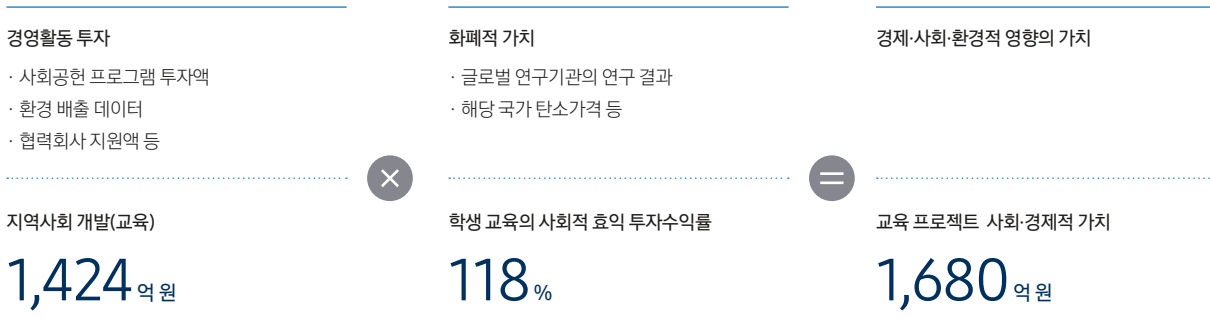 경영활동 투자
· 사회공헌 프로그램 투자액
· 환경 배출 데이터
· 협력회사 지원액 등
×
지역사회 개발(교육)
1,424 억 원
화폐적 가치
· 글로벌 연구기관의 연구 결과
· 해당 국가 탄소가격 등
=
학생 교육의 사회적 효익 투자수익률
118 %
경제·사회·환경적 영향의 가치
교육 프로젝트 사회·경제적 가치
1,680 억 원